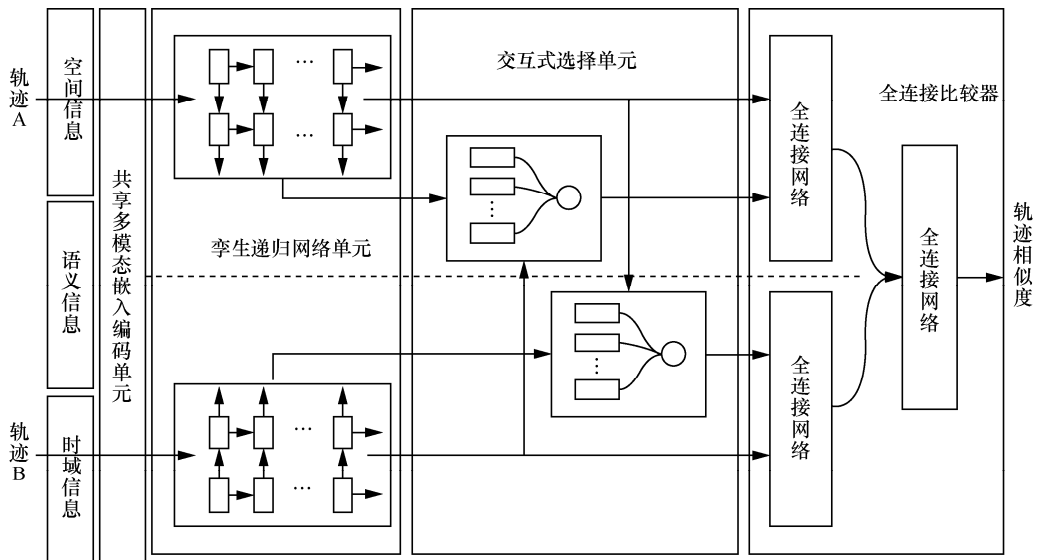 轨迹A
空间信息
语义信息
时域信息
轨迹B
共享多模态嵌入编码单元
…
…
孪生递归网络单元
…
…
交互式选择单元
⋮
⋮
全连接比较器
全连接网络
全连接网络
全连接网络
轨迹相似度